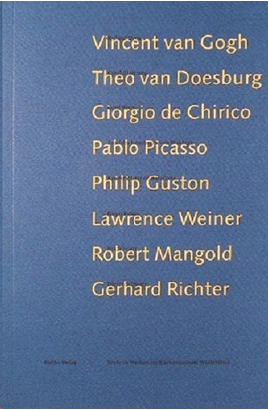 Vincent van Gogh
Theo van Doesburg
Giorgio de Chirico
Pablo Picasso
Philip Guston
Lawrence Weiner
Robert Mangold
Gerhard Richter
Verlag